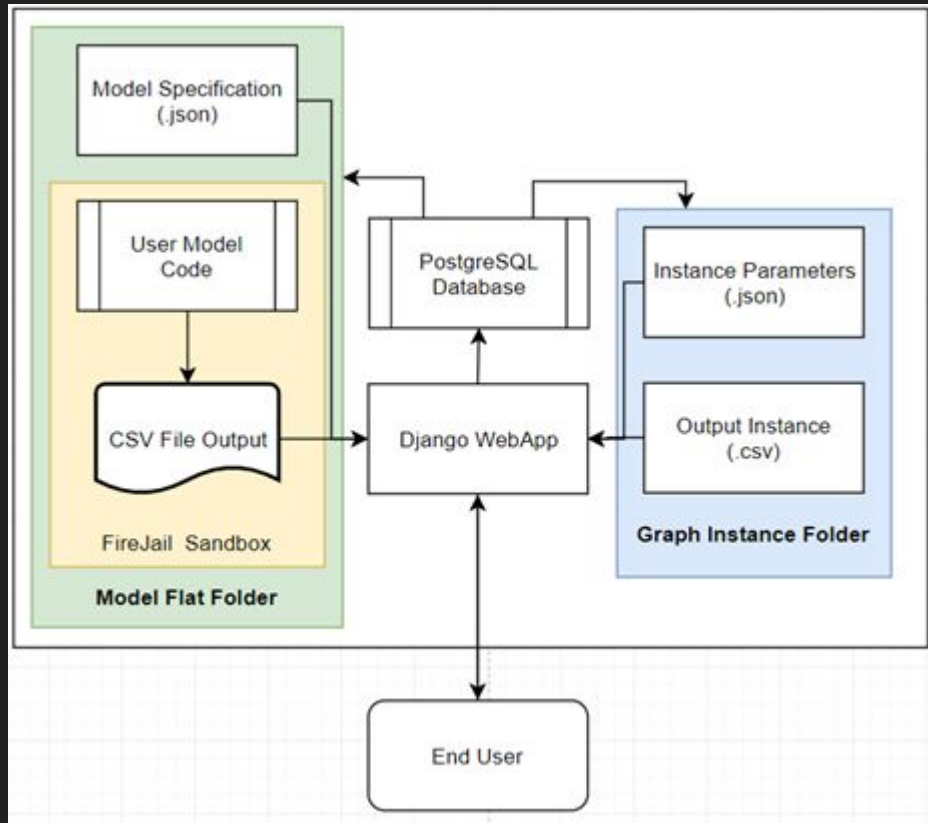 Model Specification
(.json)
User Model
Code
CSV File Output
FireJail Sandbox
Model Flat Folder
PostgreSQL
Database
Django WebApp
Instance Parameters
(.json)
Output Instance
(.csv)
Graph Instance Folder
End User